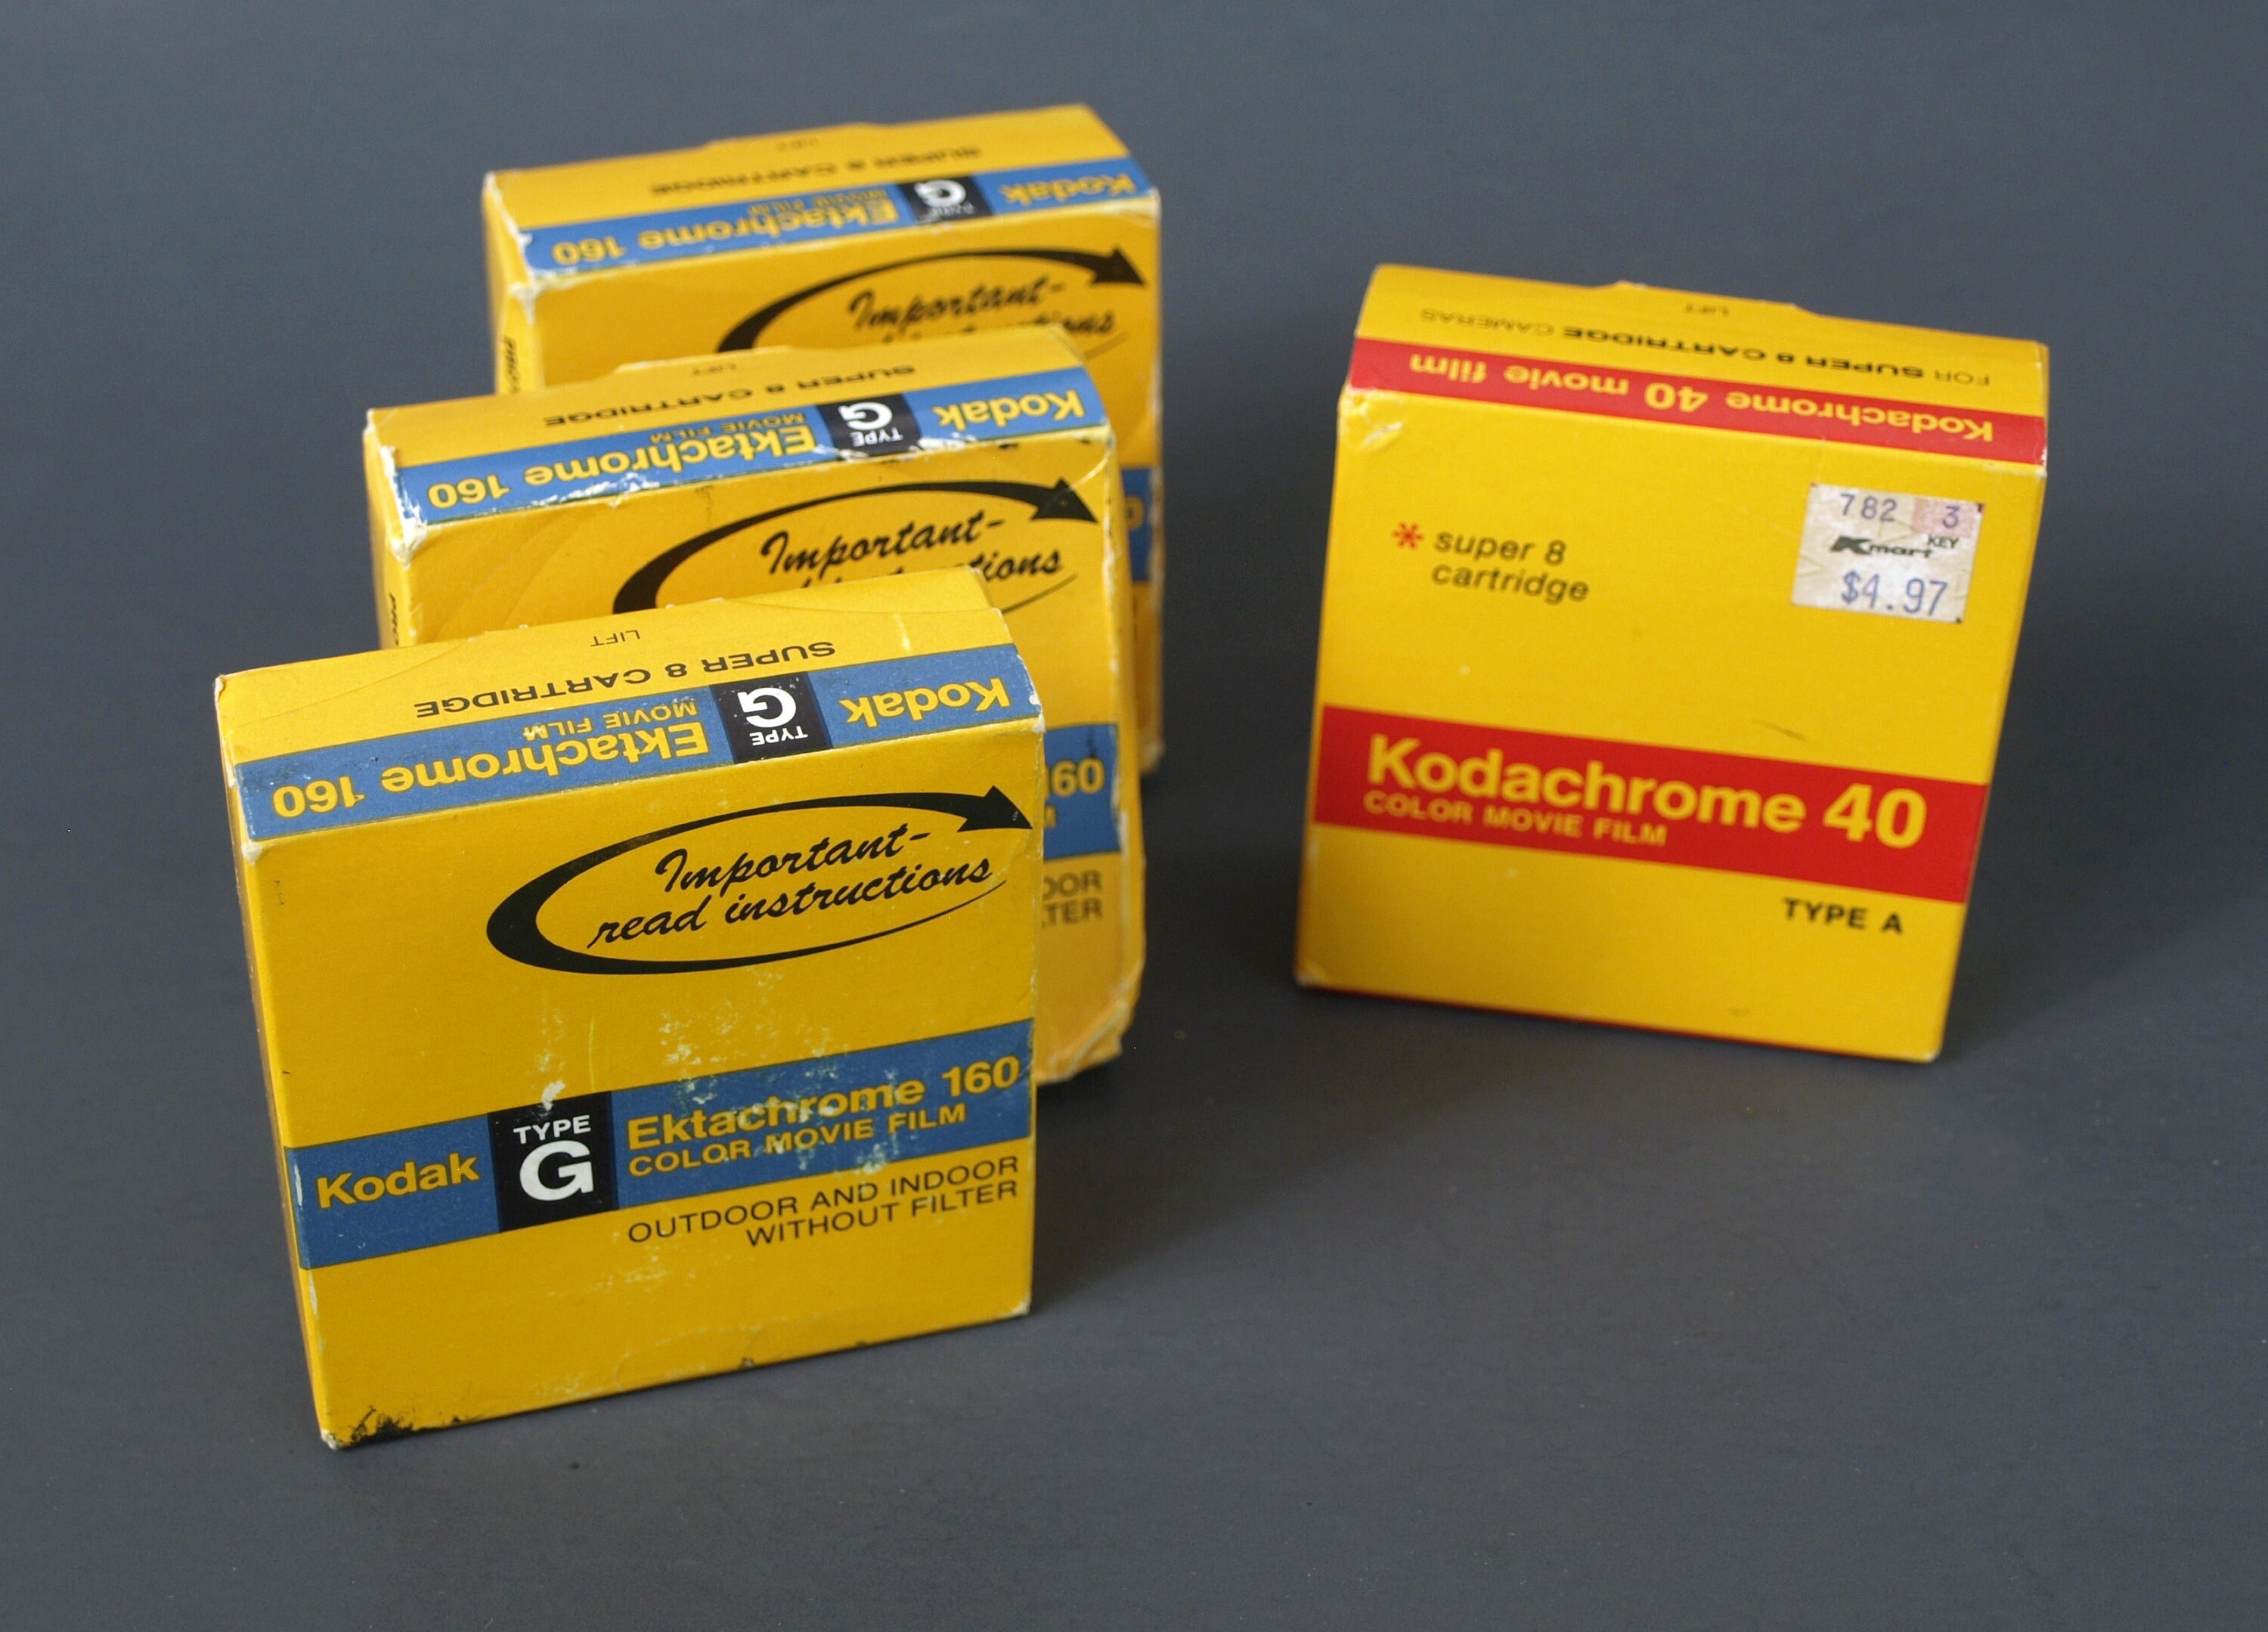 LIFT
SUPER 8 CARTRIDGE
Kodak TYPE G Ektachrome 160
MOVIE FILM
Important-
LIFT
SUPER 8 CARTRIDGE
Kodak TYPE G Ektachrome 160
MOVIE FILM
Important-
160
LIFT
SUPER 8 CARTRIDGE
Kodak TYPE G Ektachrome 160
MOVIE FILM
Important-
read instructions
Kodak TYPE G Ektachrome 160
COLOR MOVIE FILM
OUTDOOR AND INDOOR
WITHOUT FILTER
LIFT
FOR SUPER 8 CARTRIDGE CAMERAS
Kodachrome 40 movie film
782 3
Kmart KEY
$4.97
* super 8
cartridge
Kodachrome 40
COLOR MOVIE FILM
TYPE A